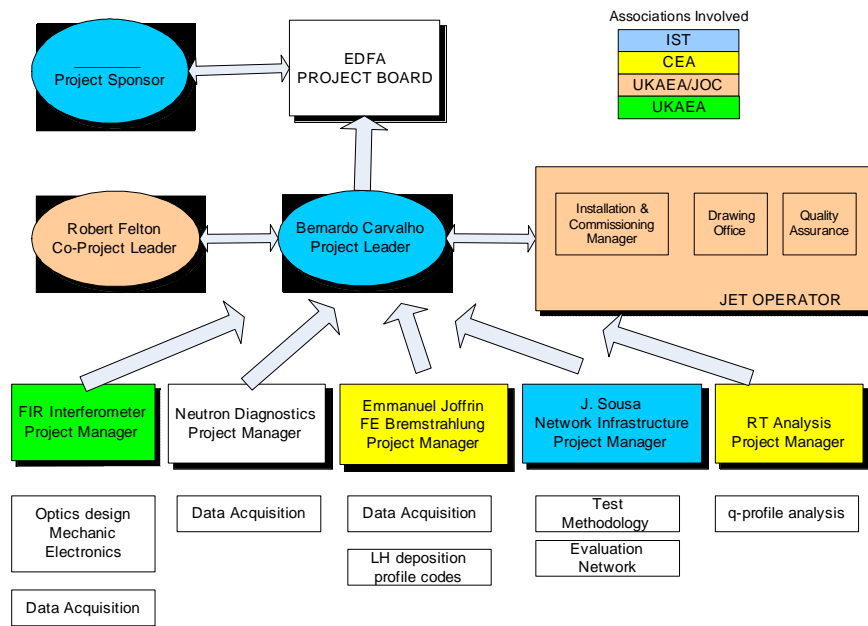 Associations Involved
IST
CEA
UKAEA/JOC
UKAEA
Project Sponsor
EDFA
PROJECT BOARD
Robert Felton
Co-Project Leader
Bernardo Carvalho
Project Leader
Installation &
Commissioning
Manager
Drawing
Office
Quality
Assurance
JET OPERATOR
FIR Interferometer
Project Manager
Neutron Diagnostics
Project Manager
Emmanuel Joffrin
FE Bremstrahlung
Project Manager
J. Sousa
Network Infrastructure
Project Manager
RT Analysis
Project Manager
Optics design
Mechanic
Electronics
Data Acquisition
Data Acquisition
Data Acquisition
LH deposition
profile codes
Test
Methodology
Evaluation
Network
q-profile analysis